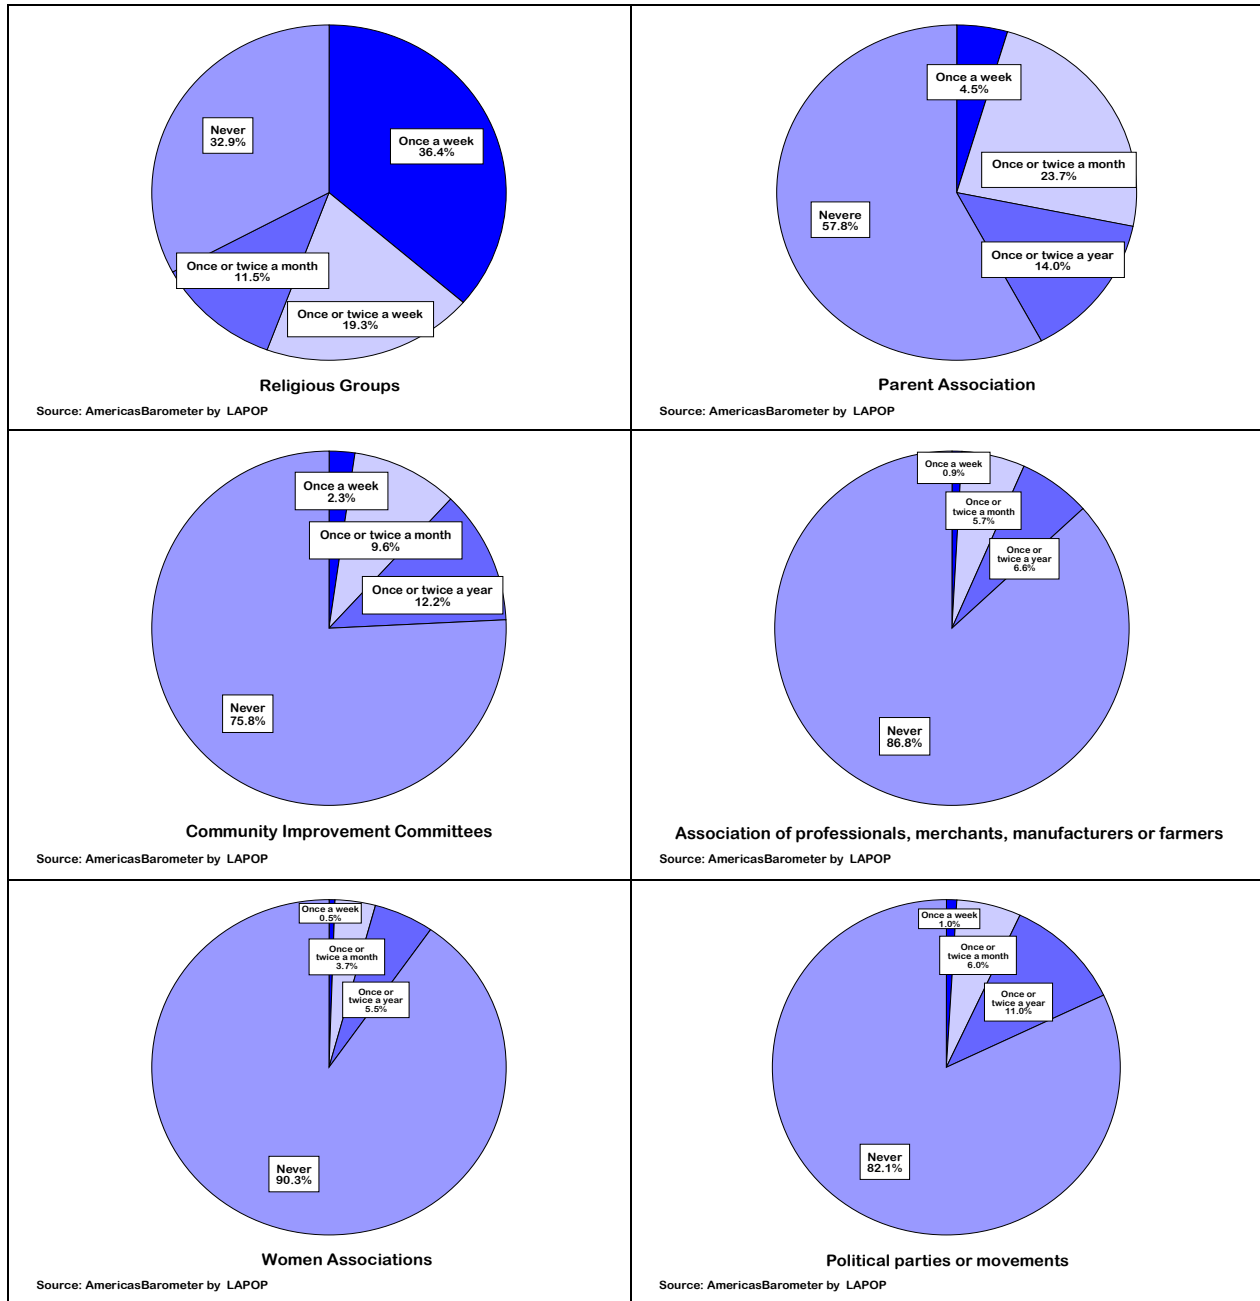 Never
32.9%
Once a week
36.4%
Once or twice a month
11.5%
Once or twice a week
19.3%
Religious Groups
Source: AmericasBarometer by LAPOP
Once a week
4.5%
Once or twice a month
23.7%
Nevere
57.8%
Once or twice a year
14.0%
Parent Association
Source: AmericasBarometer by LAPOP
Once a week
2.3%
Once or twice a month
9.6%
Once or twice a year
12.2%
Never
75.8%
Community Improvement Committees
Source: AmericasBarometer by LAPOP
Once a week
0.9%
Once or
twice a month
5.7%
Once or
twice a year
6.6%
Never
86.8%
Association of professionals, merchants, manufacturers or farmers
Source: AmericasBarometer by LAPOP
Once a week
0.5%
Once or
twice a month
3.7%
Once or
twice a year
5.5%
Never
90.3%
Women Associations
Source: AmericasBarometer by LAPOP
Once a week
1.0%
Once or
twice a month
6.0%
Once or
twice a year
11.0%
Never
82.1%
Political parties or movements
Source: AmericasBarometer by LAPOP